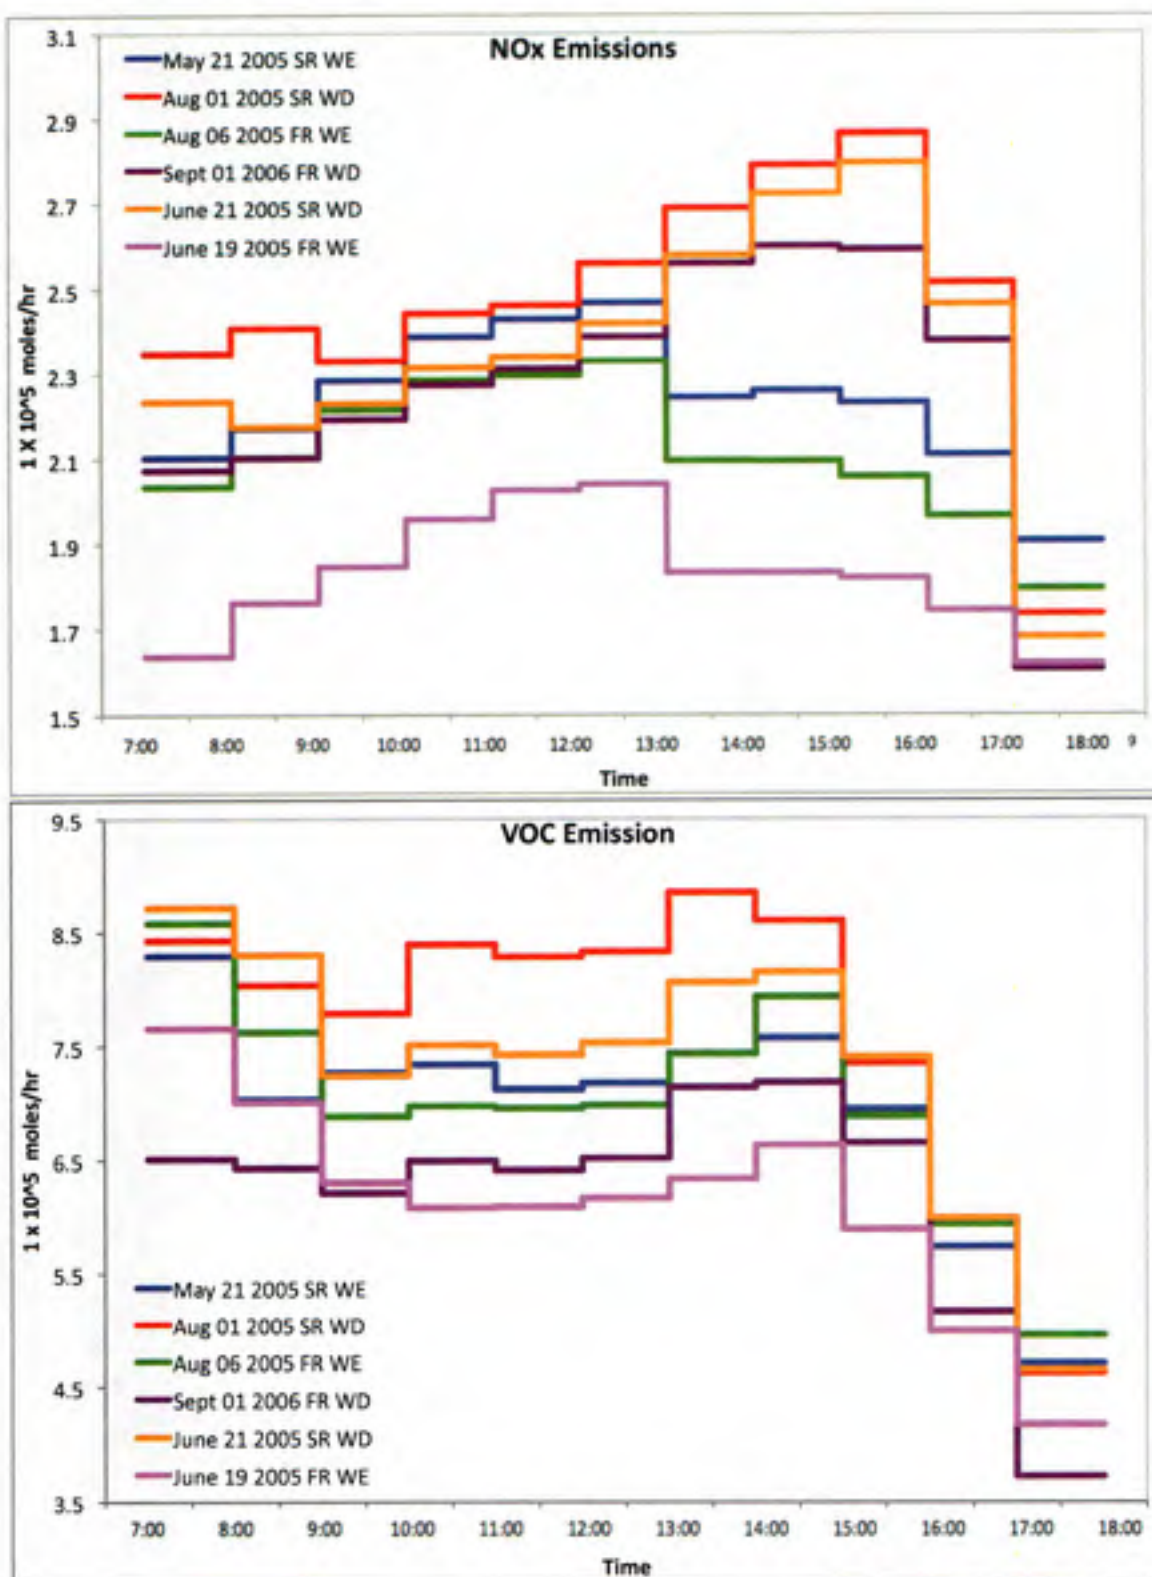 NOx Emissions
3.1
2.9
2.7
2.5
2.3
2.1
1.9
1.7
1.5
1 X 10^5 moles/hr
May 21 2005 SR WE
Aug 01 2005 SR WD
Aug 06 2005 FR WE
Sept 01 2006 FR WD
June 21 2005 SR WD
June 19 2005 FR WE
7:00 8:00 9:00 10:00 11:00 12:00 13:00 14:00 15:00 16:00 17:00 18:00 9
Time
VOC Emission
9.5
8.5
7.5
6.5
5.5
4.5
3.5
1 x 10^5 moles/hr
May 21 2005 SR WE
Aug 01 2005 SR WD
Aug 06 2005 FR WE
Sept 01 2006 FR WD
June 21 2005 SR WD
June 19 2005 FR WE
7:00 8:00 9:00 10:00 11:00 12:00 13:00 14:00 15:00 16:00 17:00 18:00
Time